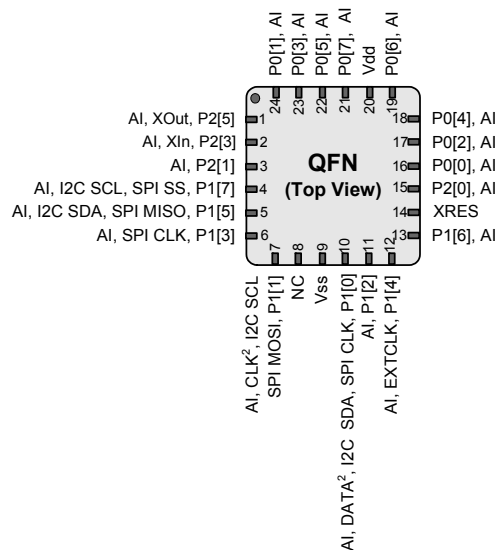 P0[1], AI
P0[3], AI
P0[5], AI
P0[7], AI
Vdd
P0[6], AI
24
23
22
21
20
19
AI, XOut, P2[5]
1
18
P0[4], AI
AI, XIn, P2[3]
2
17
P0[2], AI
AI, P2[1]
3
QFN
16
P0[0], AI
AI, I2C SCL, SPI SS, P1[7]
4
(Top View)
15
P2[0], AI
AI, I2C SDA, SPI MISO, P1[5]
5
14
XRES
AI, SPI CLK, P1[3]
6
13
P1[6], AI
7
8
9
10
11
12
AI, CLK², I2C SCL
SPI MOSI, P1[1]
NC
Vss
AI, DATA², I2C SDA, SPI CLK, P1[0]
AI, P1[2]
AI, EXTCLK, P1[4]